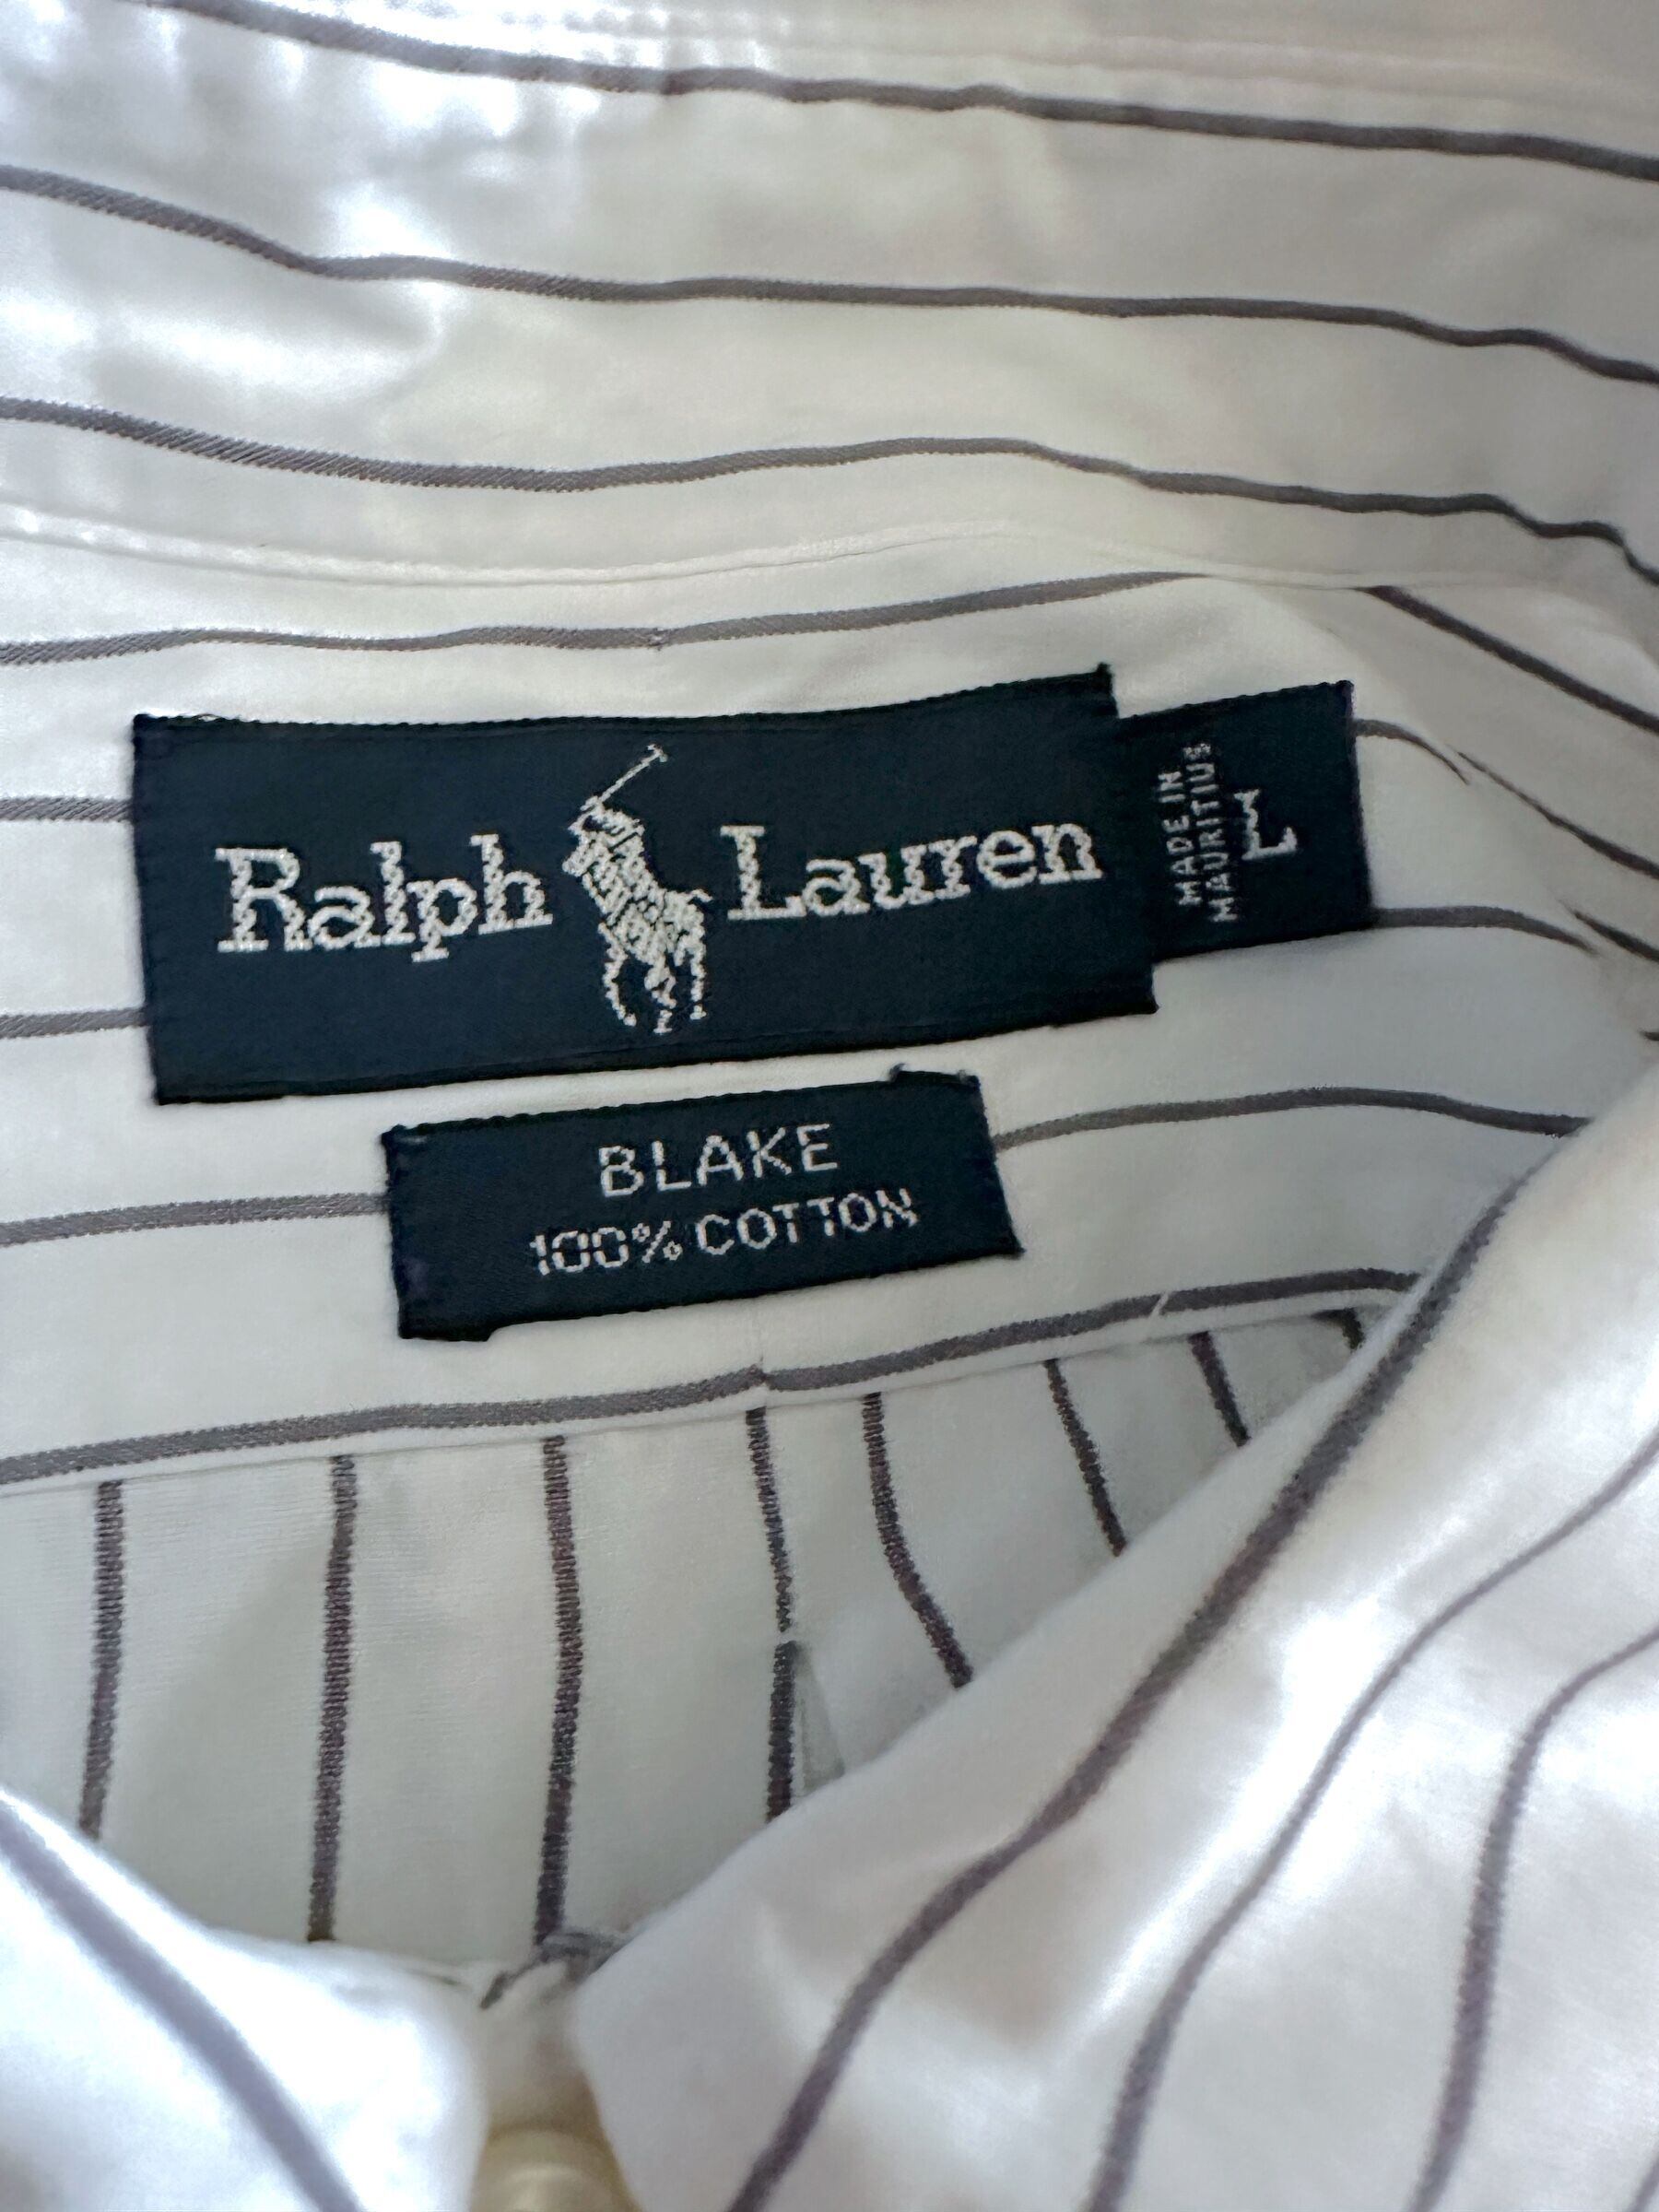 Ralph Lauren
MADE IN
MAURITIUS
L
BLAKE
100% COTTON